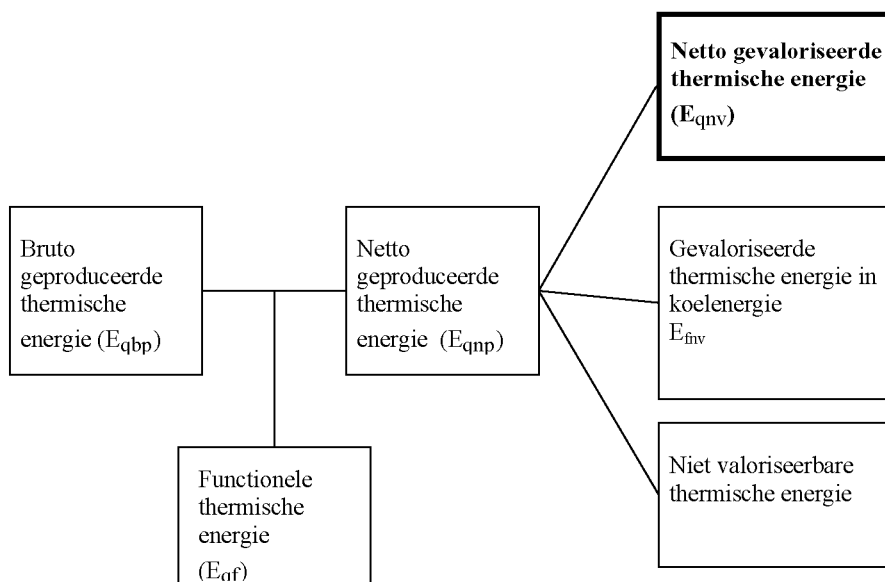 Netto gevaloriseerde
thermische energie
(Eqnv)
Bruto
geproduceerde
thermische
energie (Eqbp)
Netto
geproduceerde
thermische
energie (Eqnp)
Gevaloriseerde
thermische energie in
koelenergie
Efnv
Functionele
thermische
energie
(Eqf)
Niet valoriseerbare
thermische energie